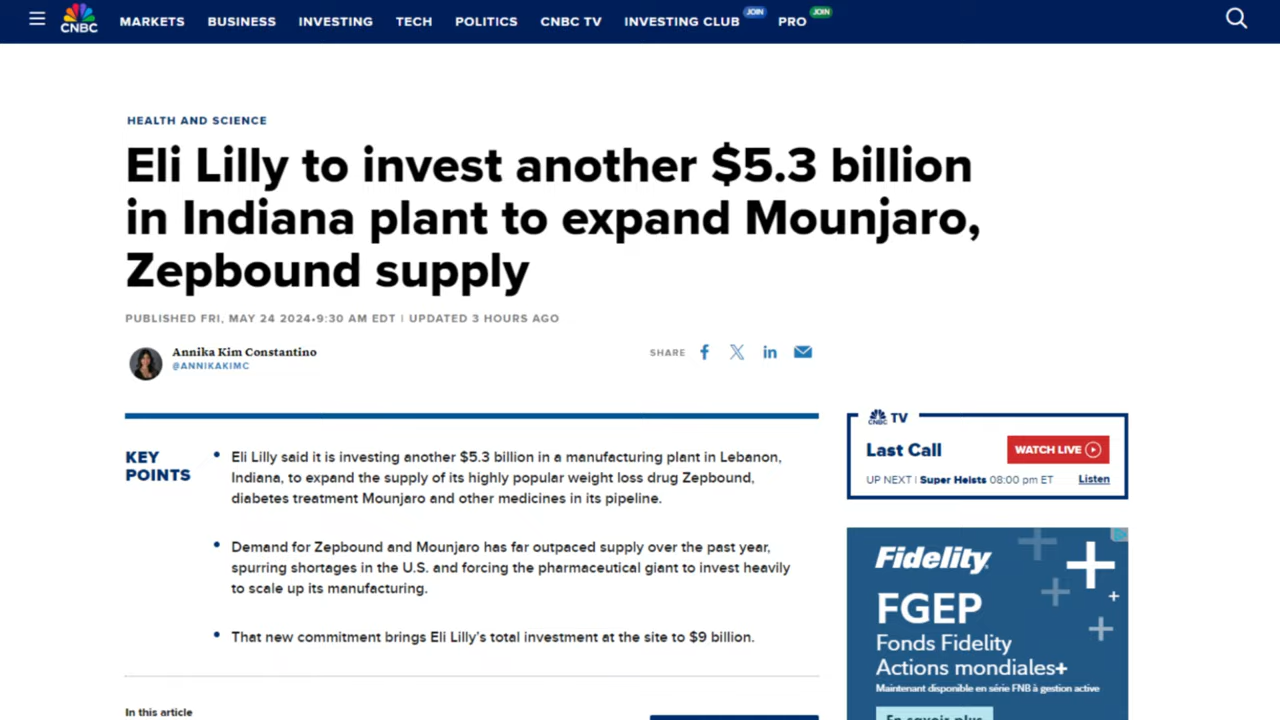 CNBC
MARKETS BUSINESS INVESTING TECH POLITICS CNBC TV INVESTING CLUB JOIN PRO JOIN
HEALTH AND SCIENCE
Eli Lilly to invest another $5.3 billion
in Indiana plant to expand Mounjaro,
Zepbound supply
PUBLISHED FRI, MAY 24 2024•9:30 AM EDT | UPDATED 3 HOURS AGO
Annika Kim Constantino
@ANNIKAKIMC
SHARE
KEY
POINTS
• Eli Lilly said it is investing another $5.3 billion in a manufacturing plant in Lebanon,
Indiana, to expand the supply of its highly popular weight loss drug Zepbound,
diabetes treatment Mounjaro and other medicines in its pipeline.
• Demand for Zepbound and Mounjaro has far outpaced supply over the past year,
spurring shortages in the U.S. and forcing the pharmaceutical giant to invest heavily
to scale up its manufacturing.
• That new commitment brings Eli Lilly's total investment at the site to $9 billion.
In this article
CNBC TV
Last Call
WATCH LIVE
UP NEXT | Super Heists 08:00 pm ET
Listen
Fidelity
FGEP
Fonds Fidelity
Actions mondiales+
Maintenant disponible en série FNB à gestion active
En savoir plus